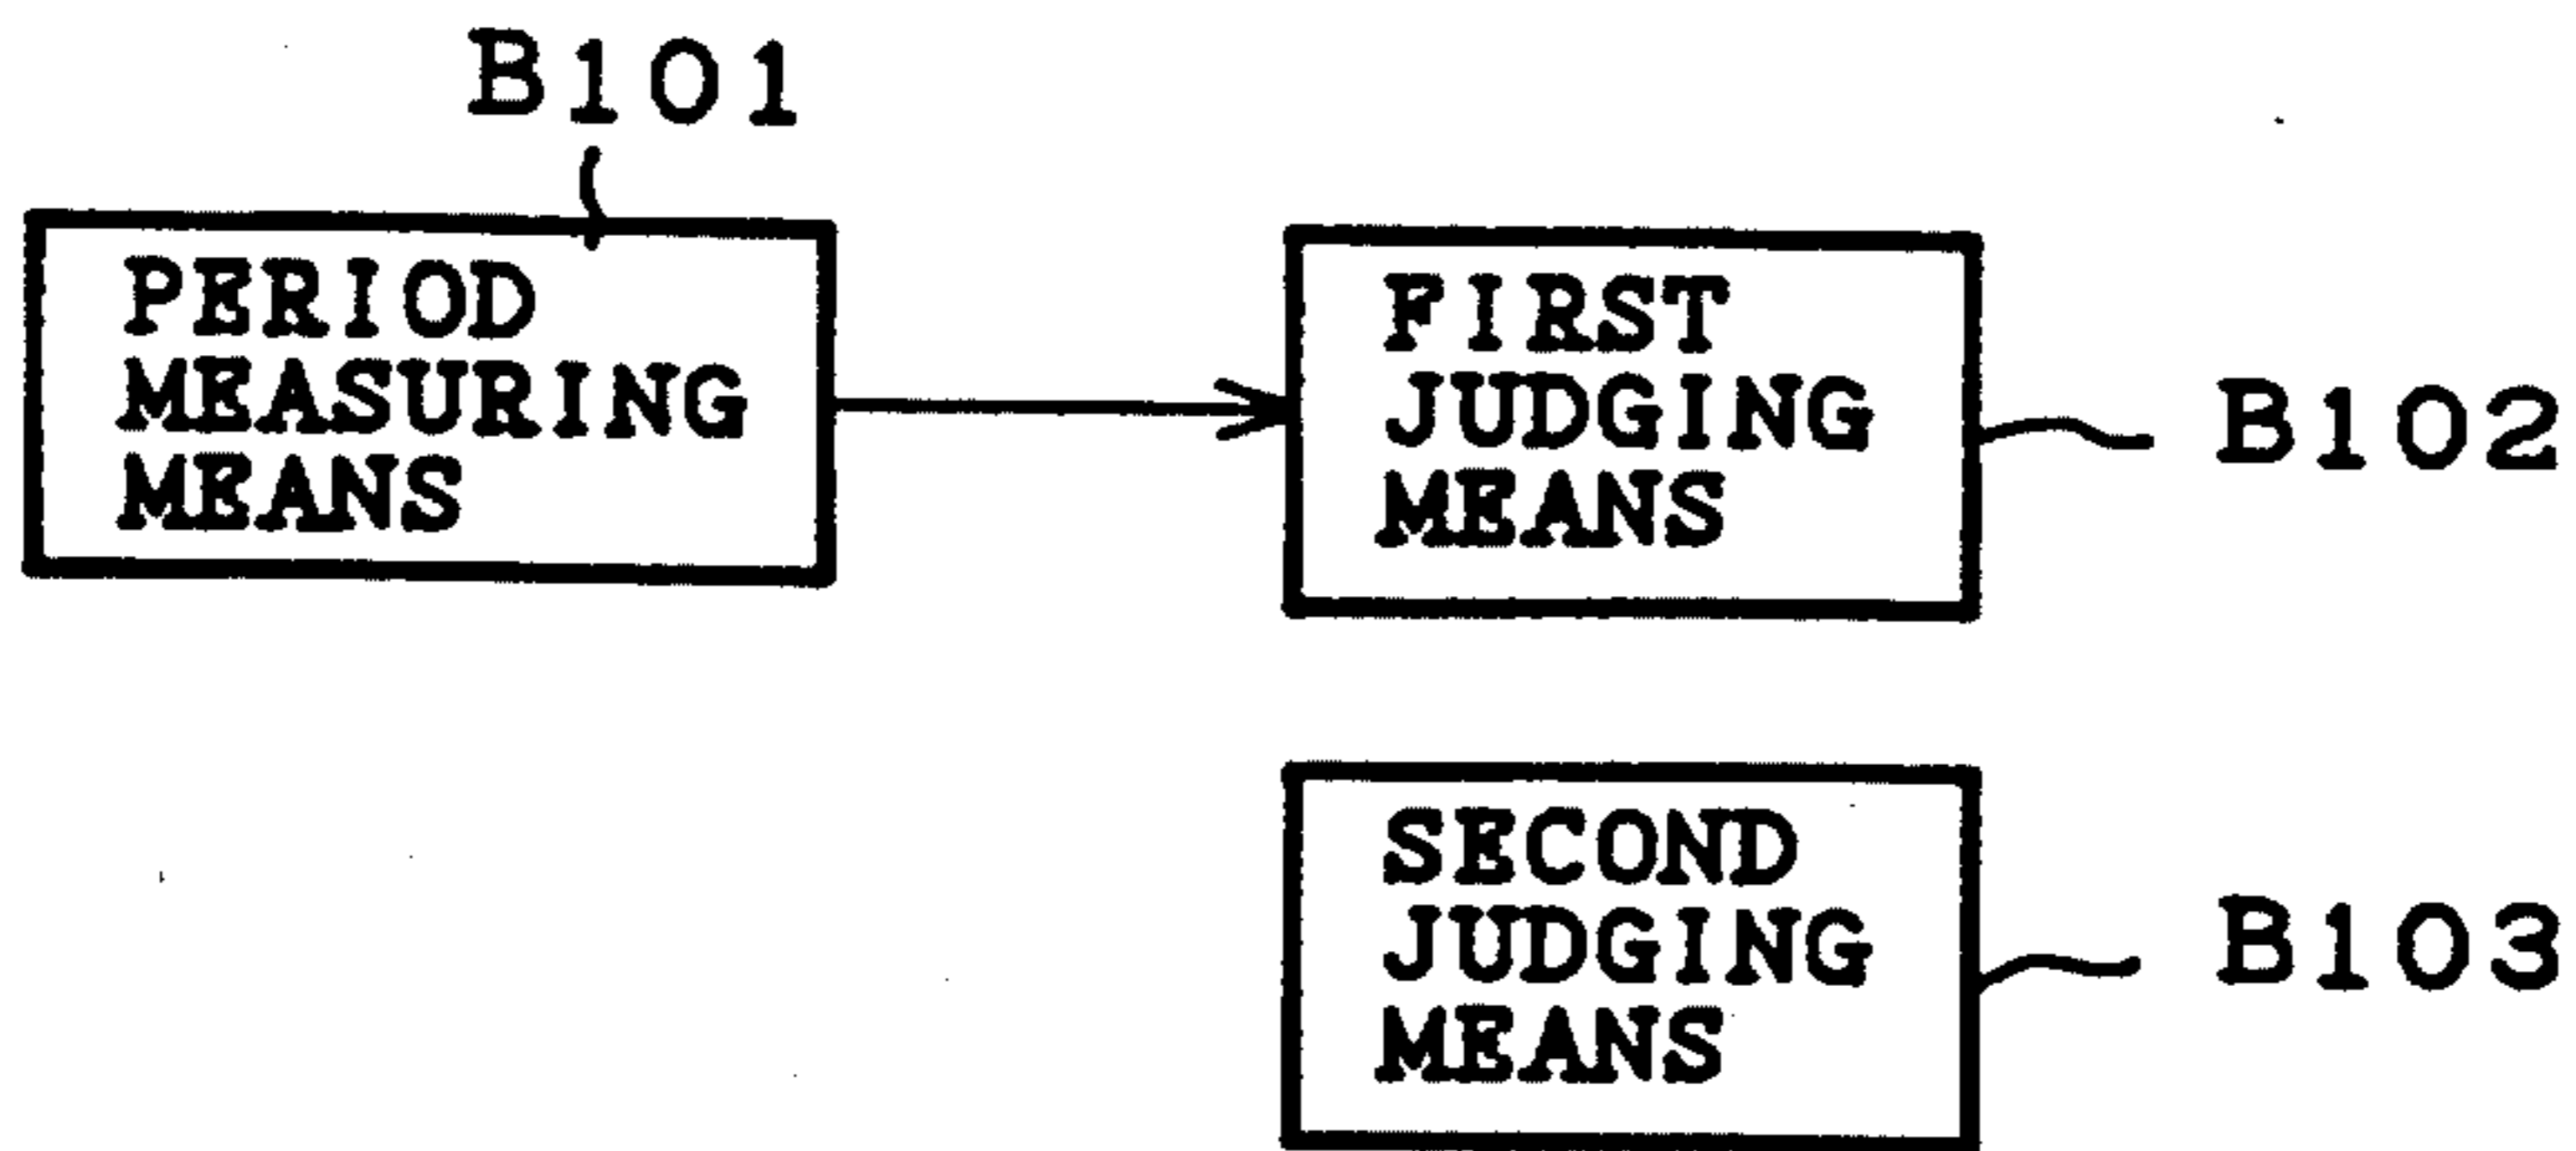 B101
PERIOD
MEASURING
MEANS
FIRST
JUDGING
MEANS
B102
SECOND
JUDGING
MEANS
B103